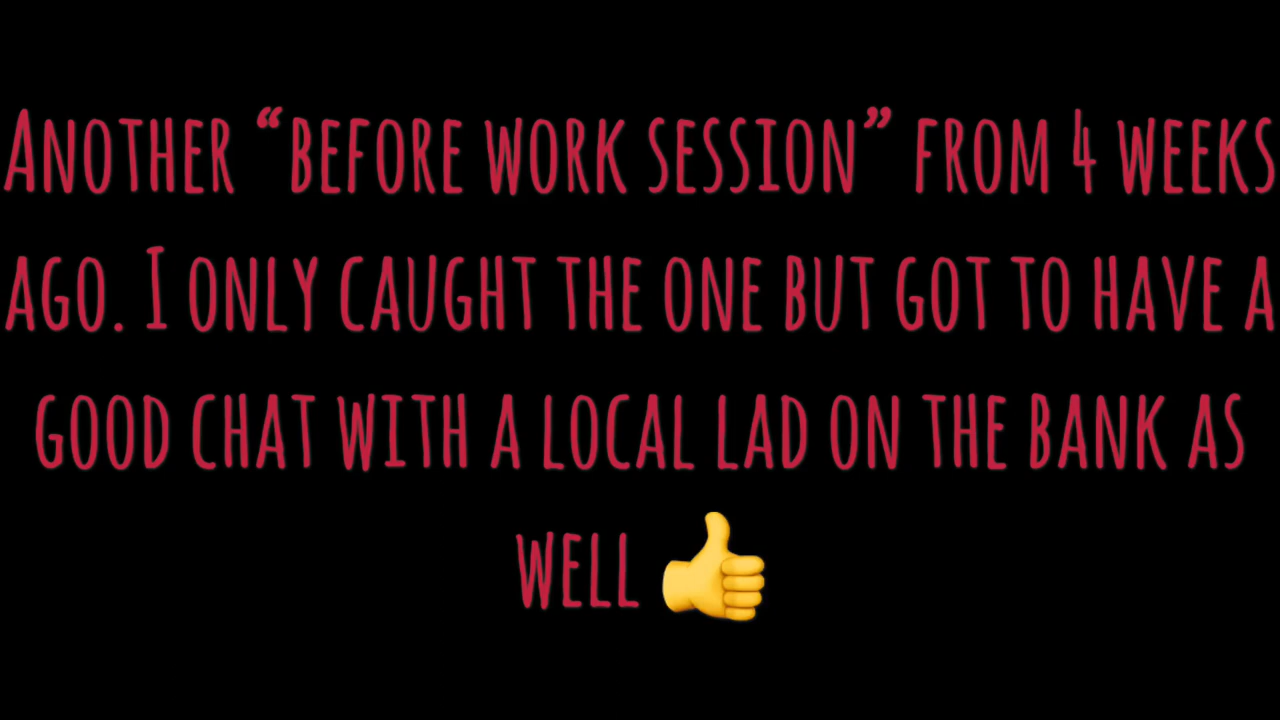 Another “before work session” from 4 weeks
ago. I only caught the one but got to have a
good chat with a local lad on the bank as
well 👍